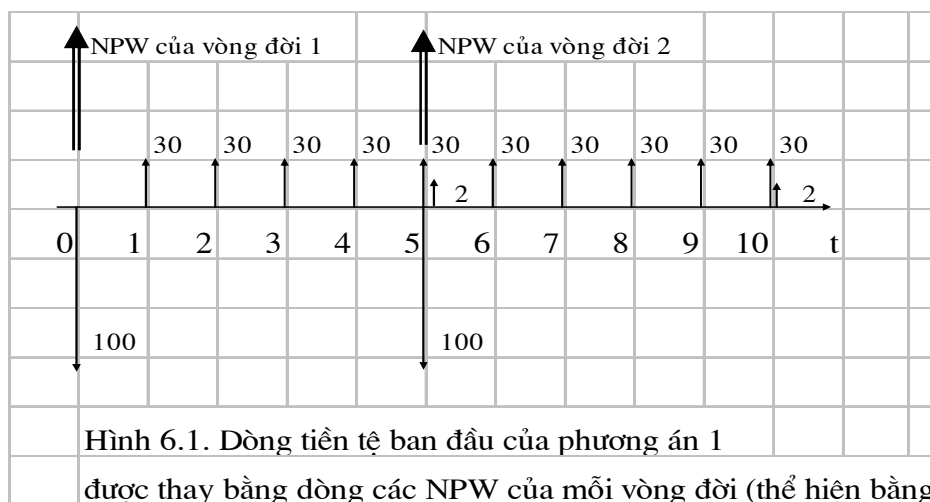 NPW của vòng đời 1 NPW của vòng đời 2
30 30 30 30 30 30 30 30 30 30
2 2
0 1 2 3 4 5 6 7 8 9 10 t
100 100
Hình 6.1. Dòng tiền tệ ban đầu của phương án 1
được thay bằng dòng các NPW của mỗi vòng đời (thể hiện bằng